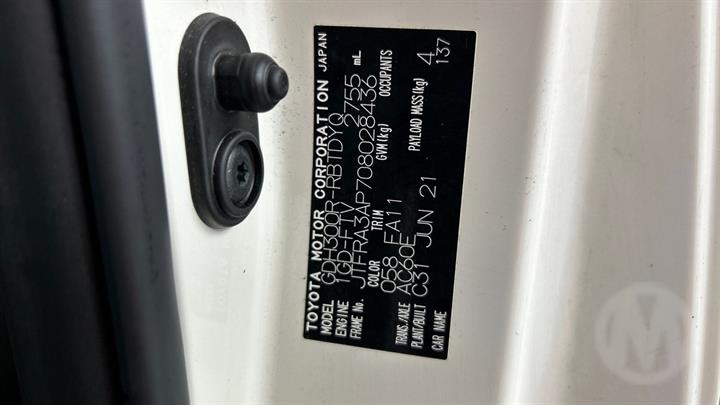 TOYOTA MOTOR CORPORATION JAPAN
MODEL GDH300R-RBTDYQ
ENGINE 1GD-FTV 2755 mL
FRAME No. JTFRA3AP708028436
COLOR TRIM GVM(kg) OCCUPANTS
058 FA11
TRANS./AXLE AC60E
PLANT/BUILT C31 JUN 21 PAYLOAD MASS(kg) 4
CAR NAME 137
M